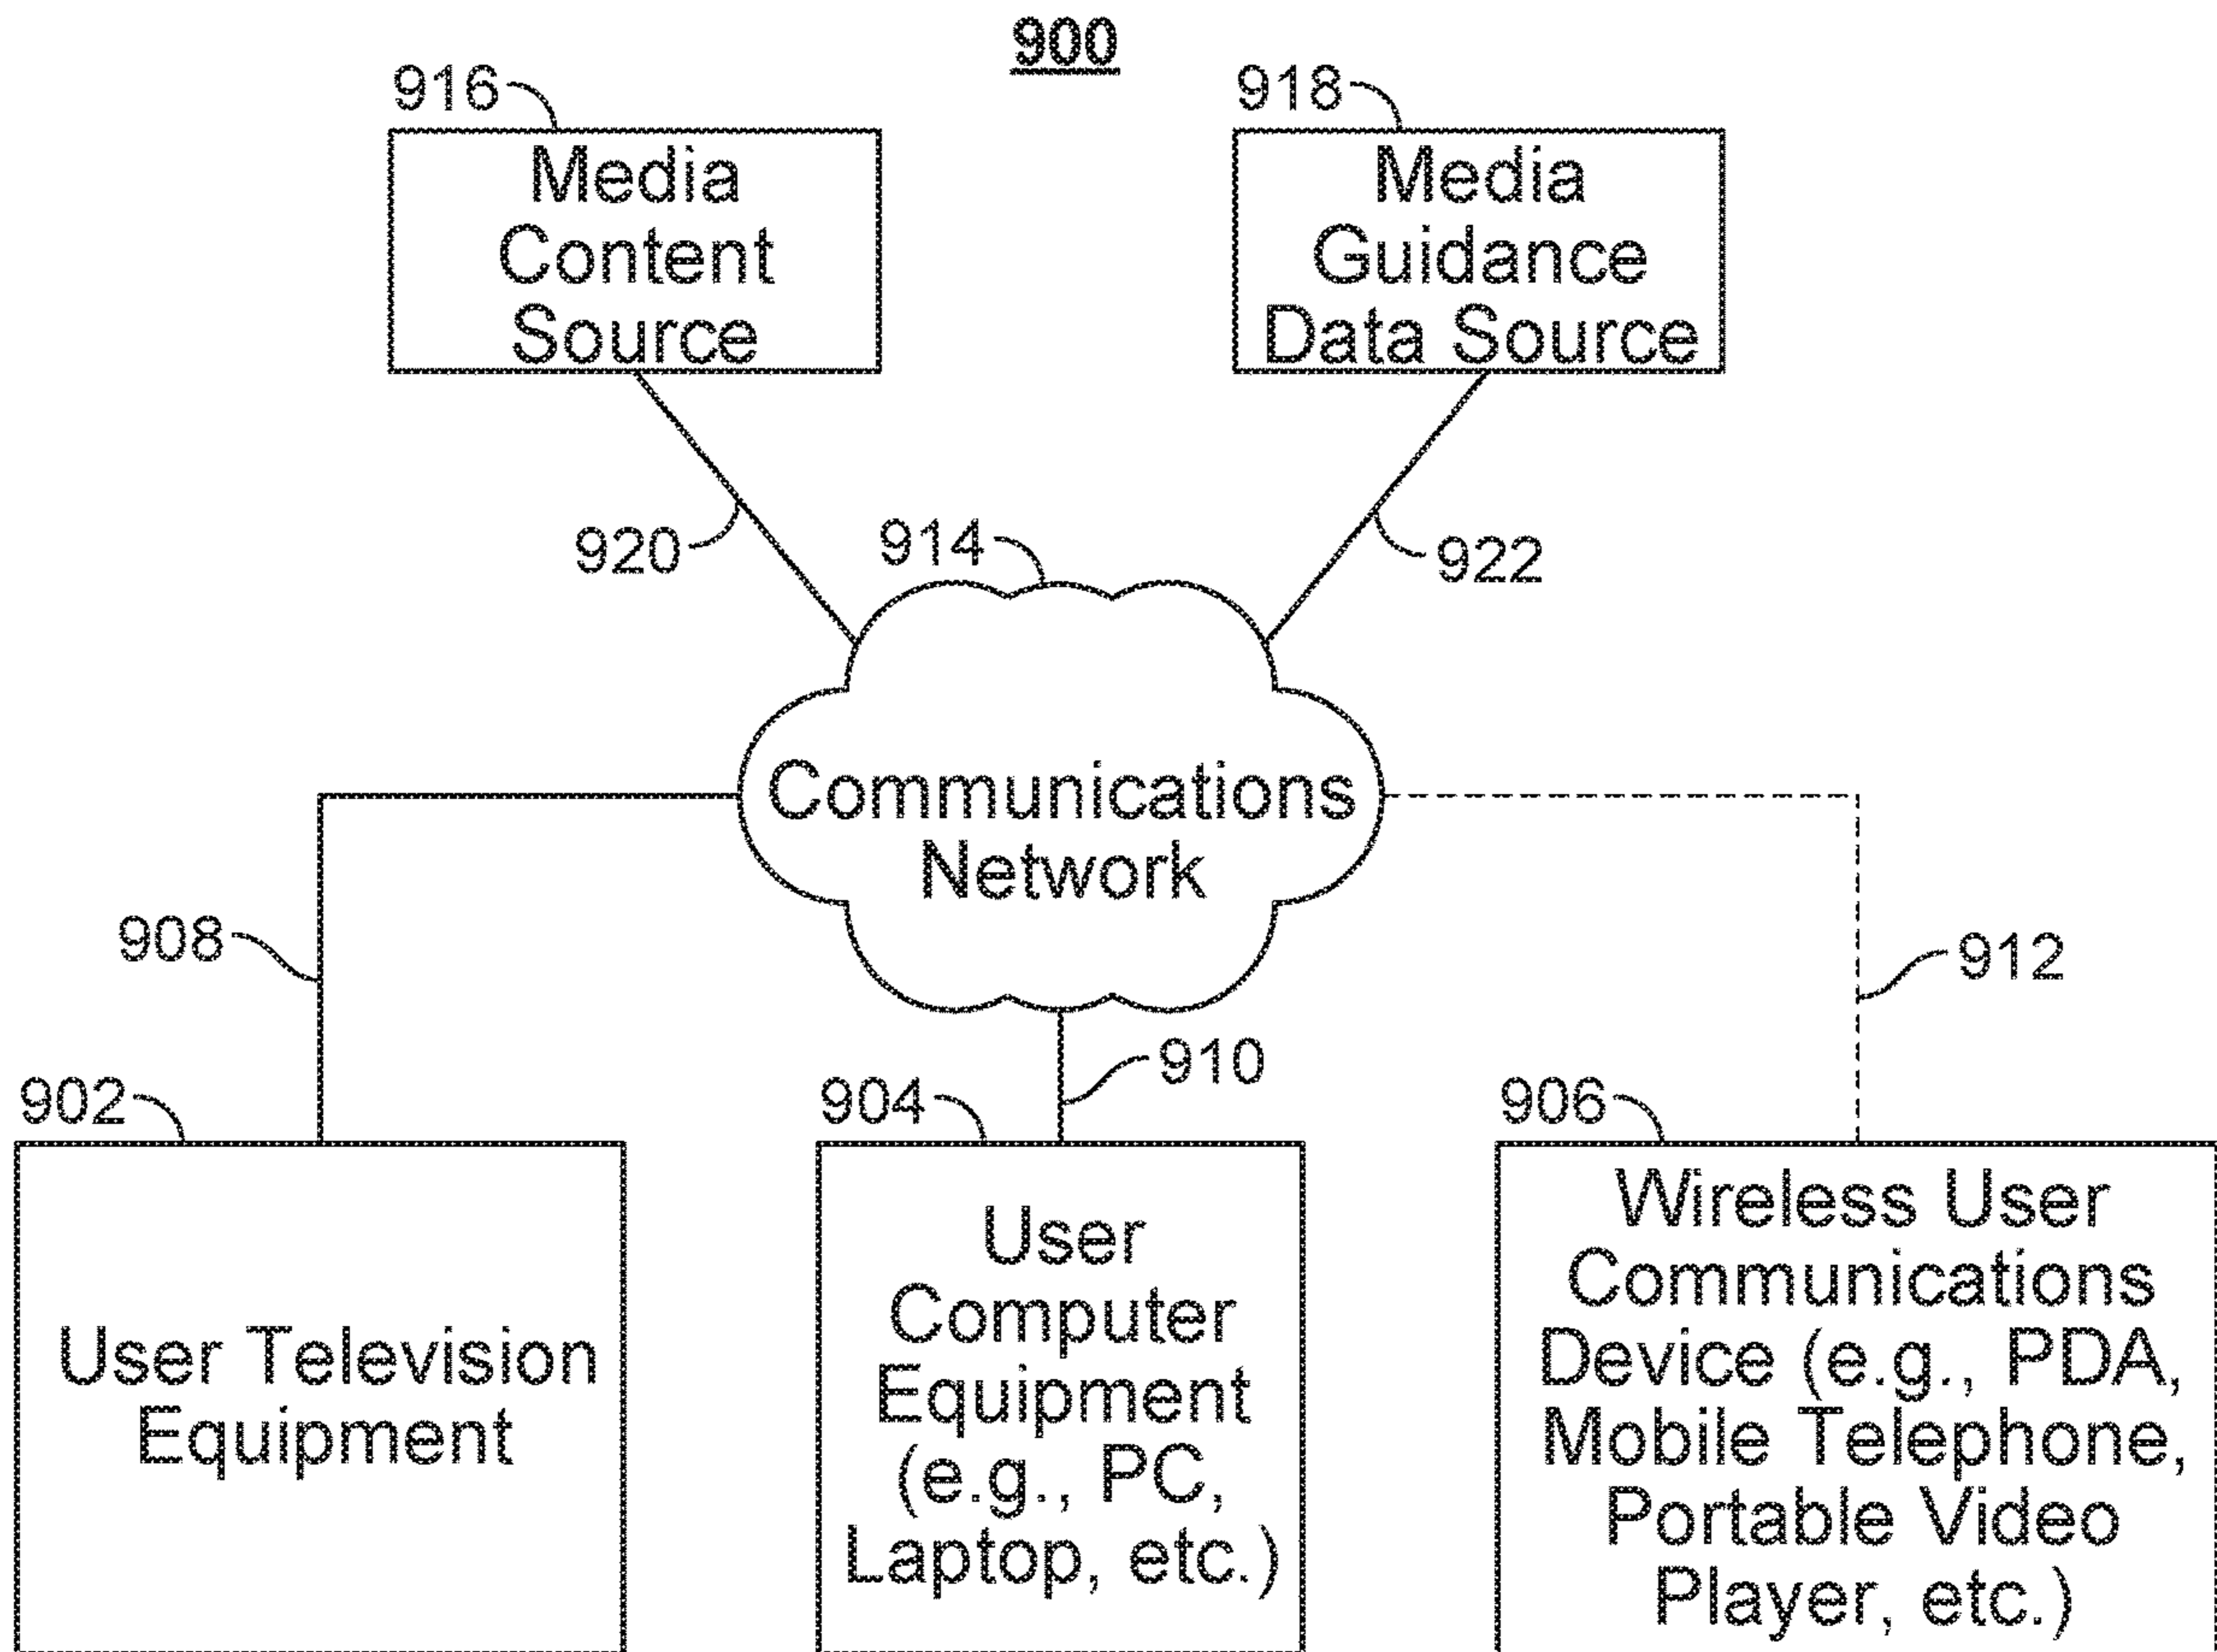 900
916
918
Media
Content
Source
Media
Guidance
Data Source
920
914
922
Communications
Network
908
912
910
902
904
906
User Television
Equipment
User
Computer
Equipment
(e.g., PC,
Laptop, etc.)
Wireless User
Communications
Device (e.g., PDA,
Mobile Telephone,
Portable Video
Player, etc.)